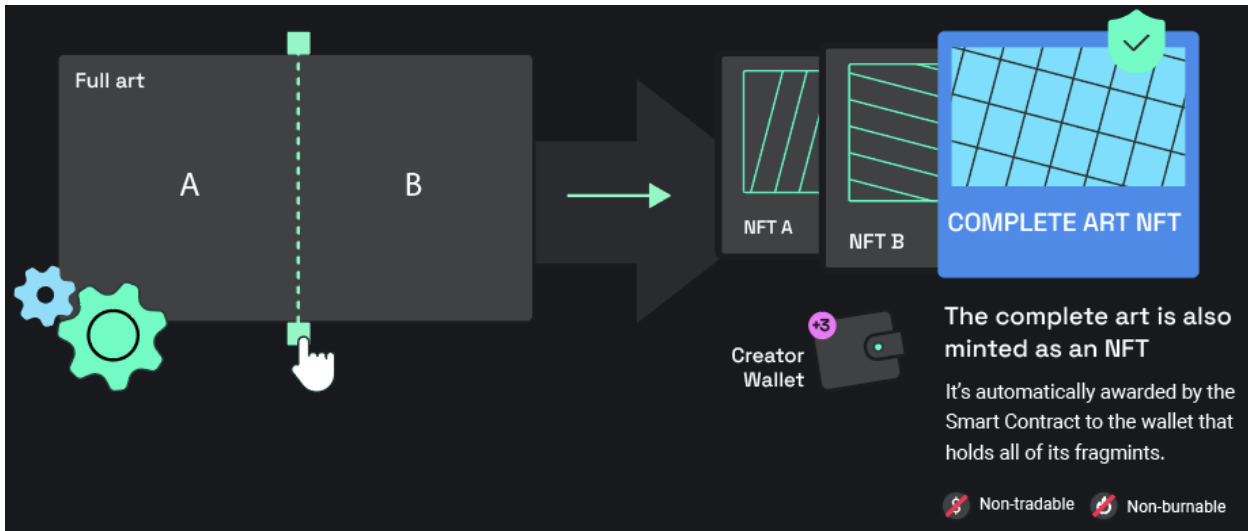 Full art
A
B
NFT A
NFT B
COMPLETE ART NFT
+3
Creator
Wallet
The complete art is also
minted as an NFT
It's automatically awarded by the
Smart Contract to the wallet that
holds all of its fragmints.
$
Non-tradable
Non-burnable